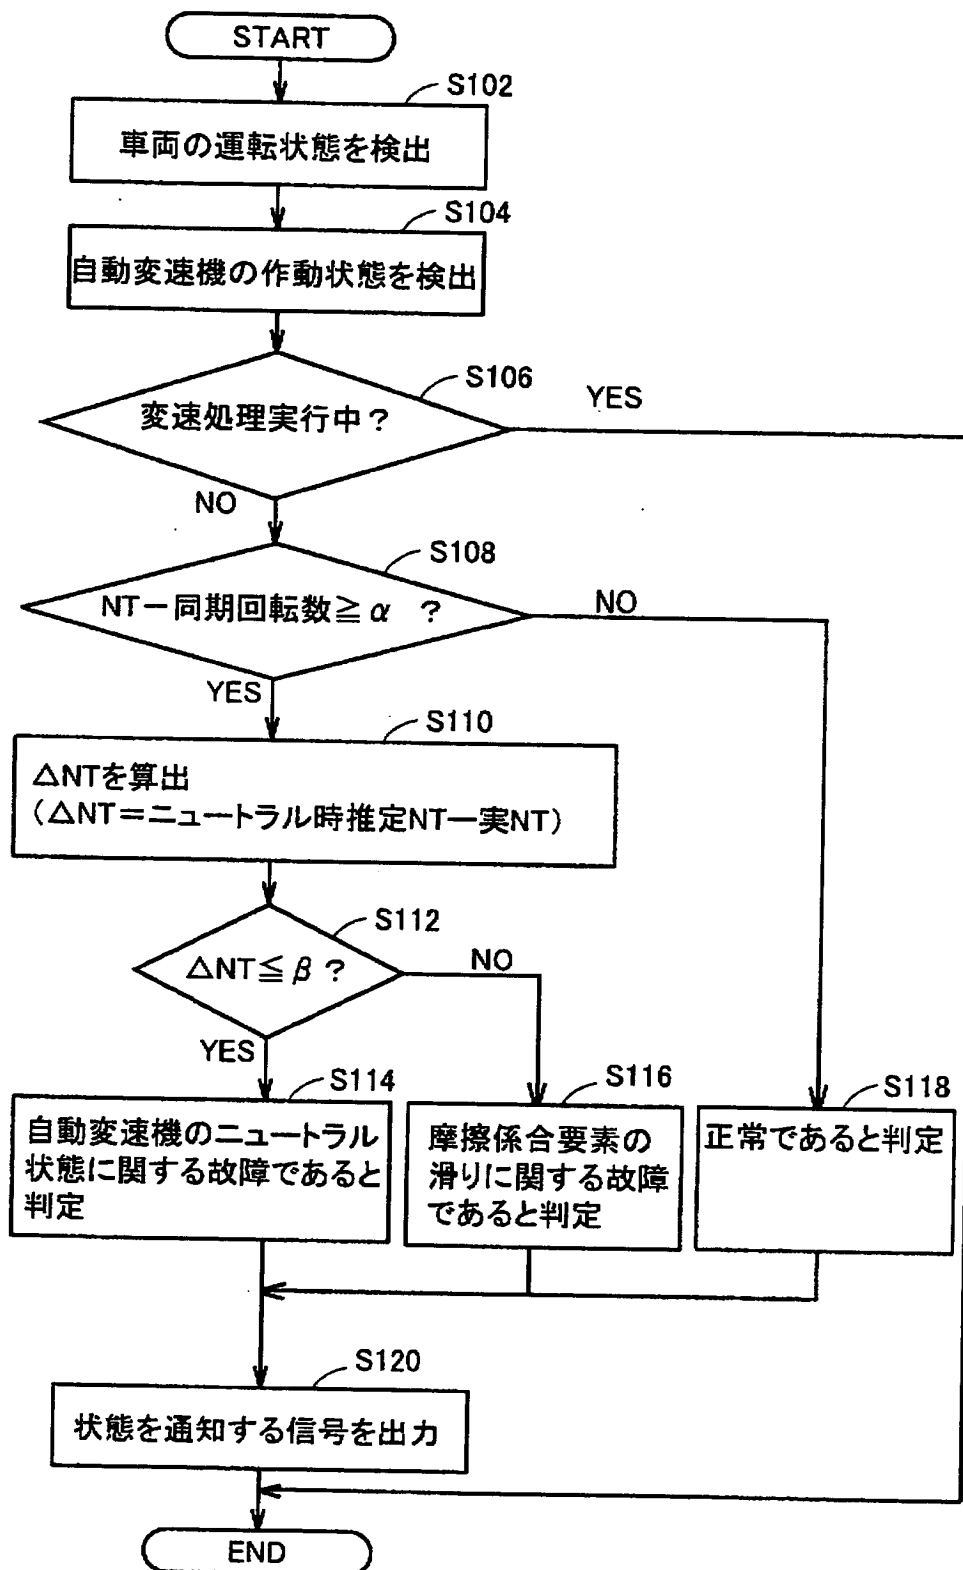 START
S102
車両の運転状態を検出
S104
自動変速機の作動状態を検出
S106
変速処理実行中？
YES
NO
S108
NT－同期回転数≧α ？
NO
YES
S110
△NTを算出
（△NT＝ニュートラル時推定NT－実NT）
S112
△NT≦β？
NO
YES
S114
自動変速機のニュートラル
状態に関する故障であると
判定
S116
摩擦係合要素の
滑りに関する故障
であると判定
S118
正常であると判定
S120
状態を通知する信号を出力
END